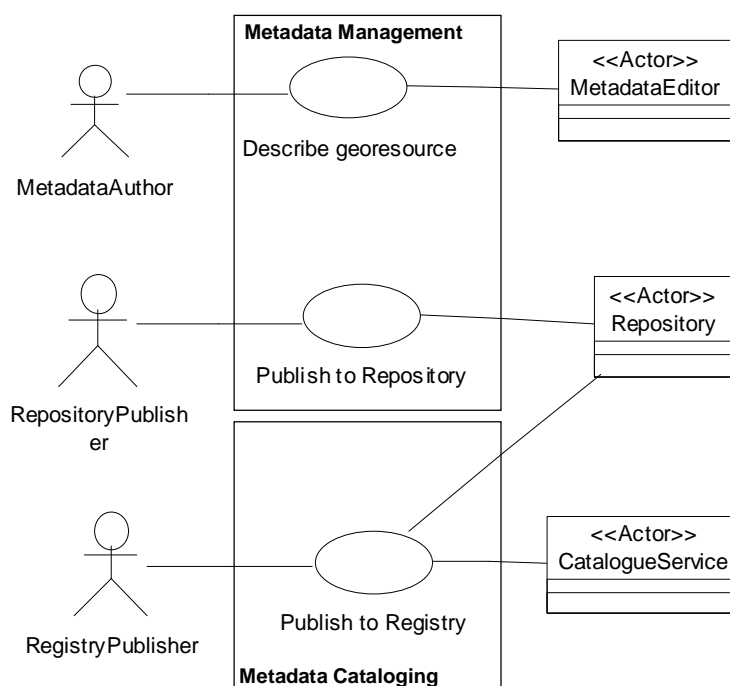 Metadata Management
<<Actor>>
MetadataEditor
Describe georesource
MetadataAuthor
<<Actor>>
Repository
Publish to Repository
RepositoryPublish
er
<<Actor>>
CatalogueService
Publish to Registry
RegistryPublisher
Metadata Cataloging